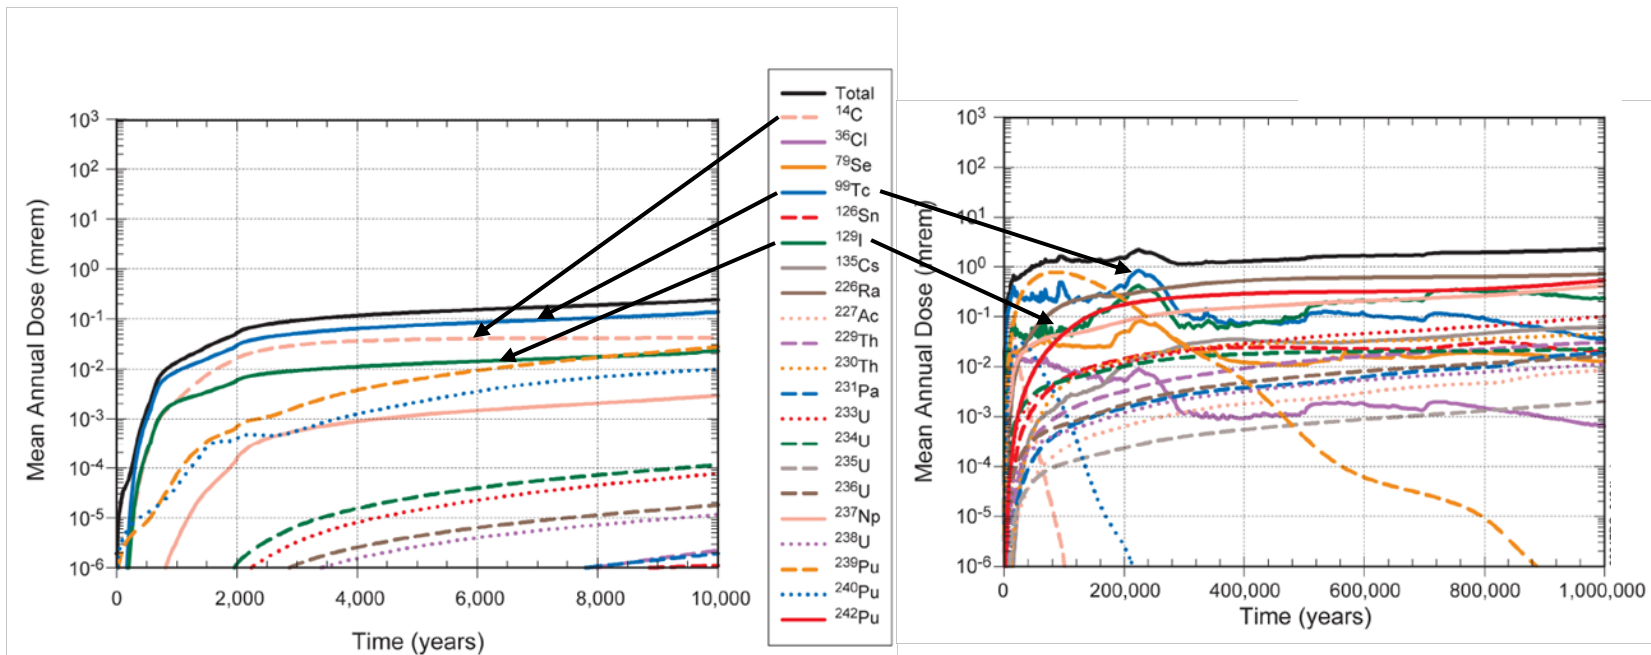 Mean Annual Dose (mrem)
10³
10²
10¹
10⁰
10⁻¹
10⁻²
10⁻³
10⁻⁴
10⁻⁵
10⁻⁶
0 2,000 4,000 6,000 8,000 10,000
Time (years)
Total
¹⁴C
³⁶Cl
⁷⁹Se
⁹⁹Tc
¹²⁶Sn
¹²⁹I
¹³⁵Cs
²²⁶Ra
²²⁷Ac
²²⁹Th
²³⁰Th
²³¹Pa
²³³U
²³⁴U
²³⁵U
²³⁶U
²³⁷Np
²³⁸U
²³⁹Pu
²⁴⁰Pu
²⁴²Pu
Mean Annual Dose (mrem)
10³
10²
10¹
10⁰
10⁻¹
10⁻²
10⁻³
10⁻⁴
10⁻⁵
10⁻⁶
0 200,000 400,000 600,000 800,000 1,000,000
Time (years)